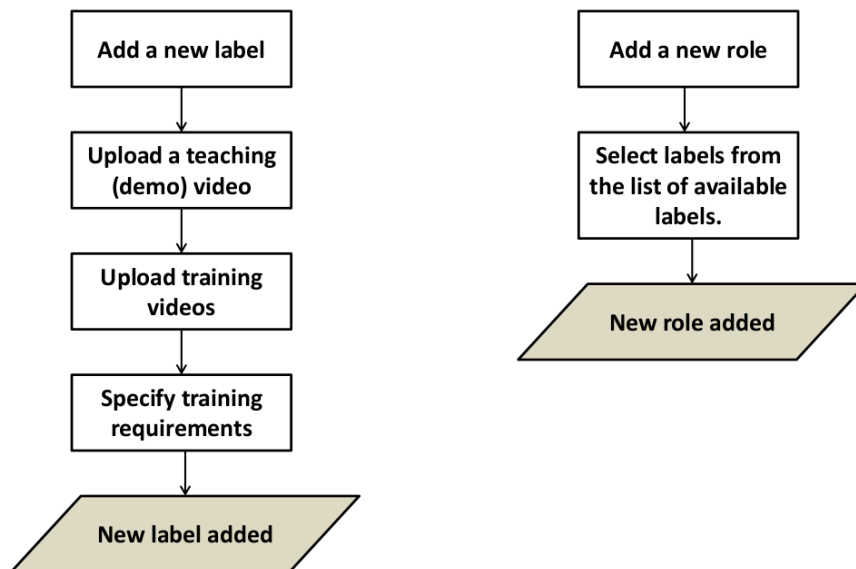 Add a new label
Upload a teaching
(demo) video
Upload training
videos
Specify training
requirements
New label added
Add a new role
Select labels from
the list of available
labels.
New role added